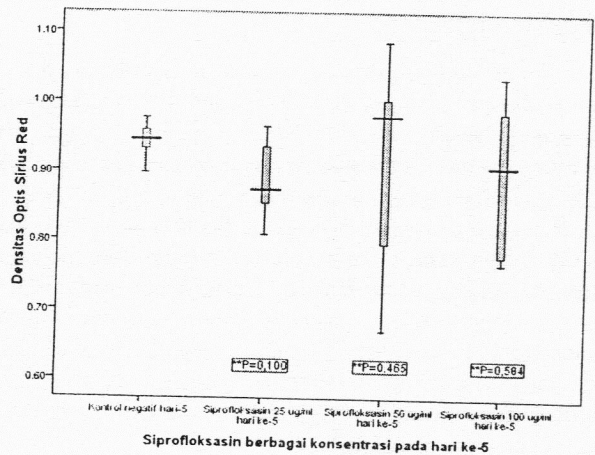 1.10
1.00
0.90
0.80
0.70
0.60
Densitas Optis Sirius Red
**P=0,100
**P=0,465
**P=0,584
Kontrol negatif hari-5
Siprofloksasin 25 ug/ml
hari ke-5
Siprofloksasin 50 ug/ml
hari ke-5
Siprofloksasin 100 ug/ml
hari ke-5
Siprofloksasin berbagai konsentrasi pada hari ke-5